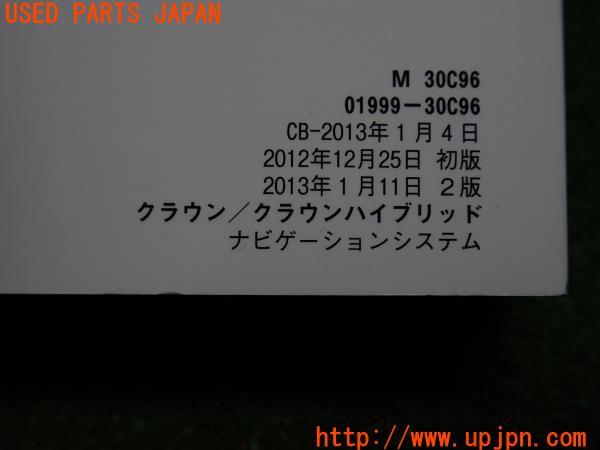 USED PARTS JAPAN
M 30C96
01999-30C96
CB-2013年1月4日
2012年12月25日 初版
2013年1月11日 2版
クラウン/クラウンハイブリッド
ナビゲーションシステム
http://www.upjpn.com/